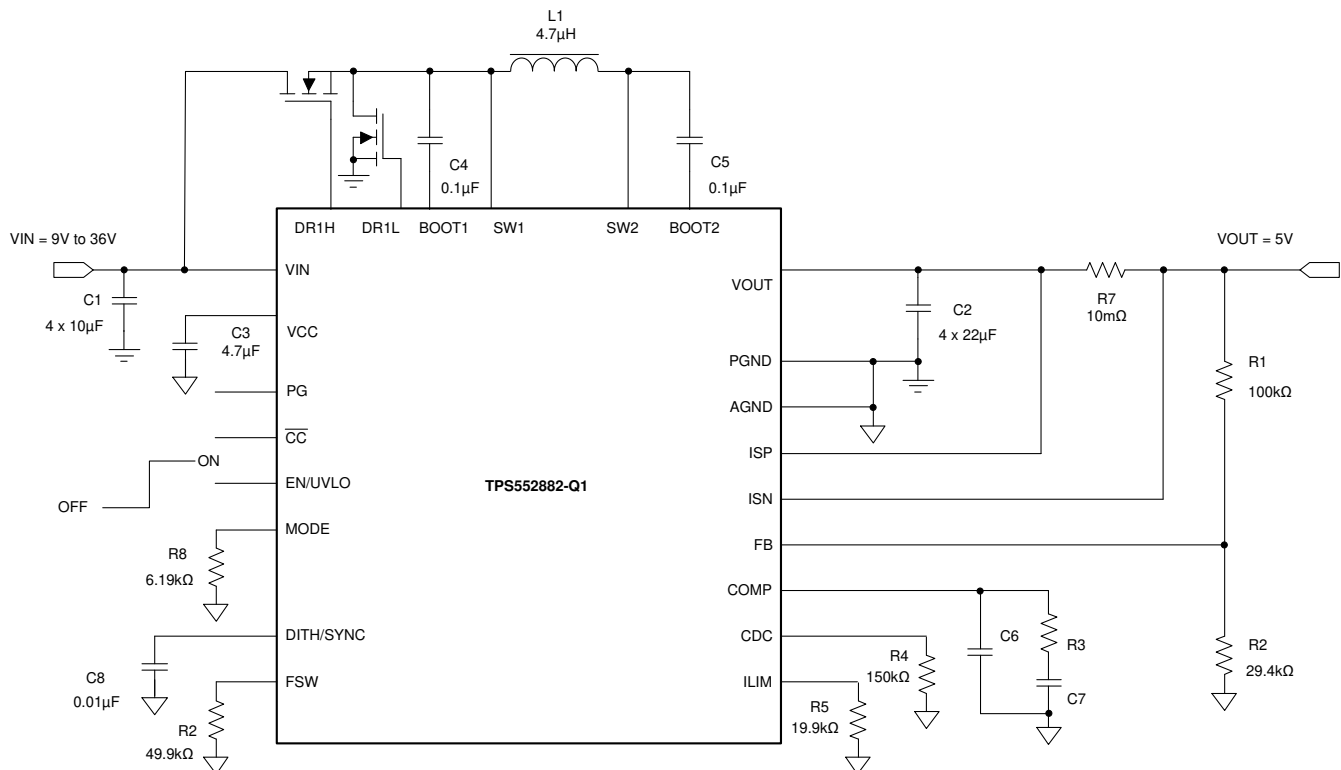 L1
4.7µH
C4
0.1µF
C5
0.1µF
DR1H
DR1L
BOOT1
SW1
SW2
BOOT2
VIN = 9V to 36V
VOUT = 5V
VIN
VOUT
C1
4 x 10µF
C3
4.7µF
VCC
C2
4 x 22µF
R7
10mΩ
PGND
R1
100kΩ
PG
AGND
CC
ISP
ON
OFF
EN/UVLO
TPS552882-Q1
ISN
MODE
FB
R8
6.19kΩ
COMP
C6
R3
C7
DITH/SYNC
CDC
R4
150kΩ
R2
29.4kΩ
C8
0.01µF
FSW
ILIM
R5
19.9kΩ
R2
49.9kΩ